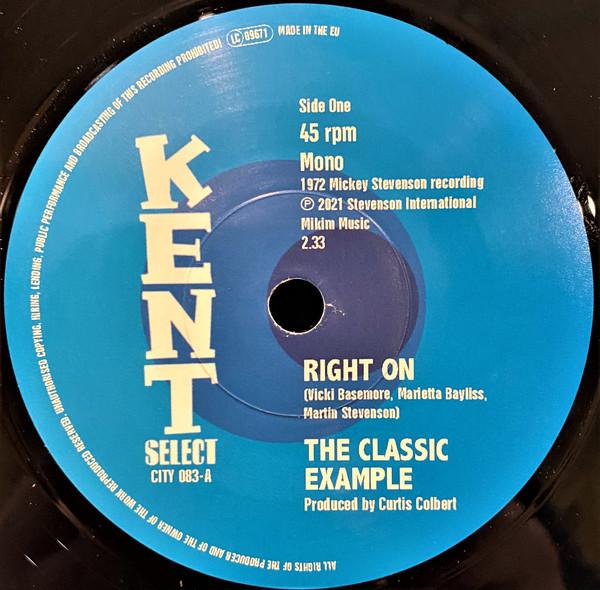 ALL RIGHTS OF THE PRODUCER AND OF THE OWNER OF THE WORK REPRODUCED RESERVED. UNAUTHORISED COPYING, HIRING, LENDING, PUBLIC PERFORMANCE AND BROADCASTING OF THIS RECORDING PROHIBITED! LC 09671 MADE IN THE EU
KENT
SELECT
CITY 083-A
Side One
45 rpm
Mono
1972 Mickey Stevenson recording
℗ 2021 Stevenson International
Mikim Music
2.33
RIGHT ON
(Vicki Basemore, Marietta Bayliss,
Martin Stevenson)
THE CLASSIC
EXAMPLE
Produced by Curtis Colbert